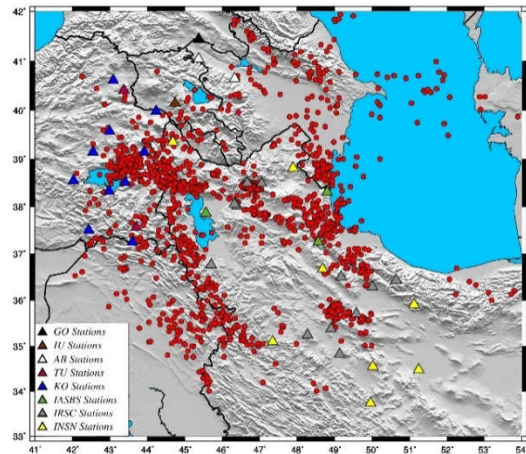 42°
41°
40°
39°
38°
37°
36°
35°
34°
33°
GO Stations
IU Stations
AB Stations
TU Stations
KO Stations
IASBS Stations
IRSC Stations
INSN Stations
41° 42° 43° 44° 45° 46° 47° 48° 49° 50° 51° 52° 53° 54°